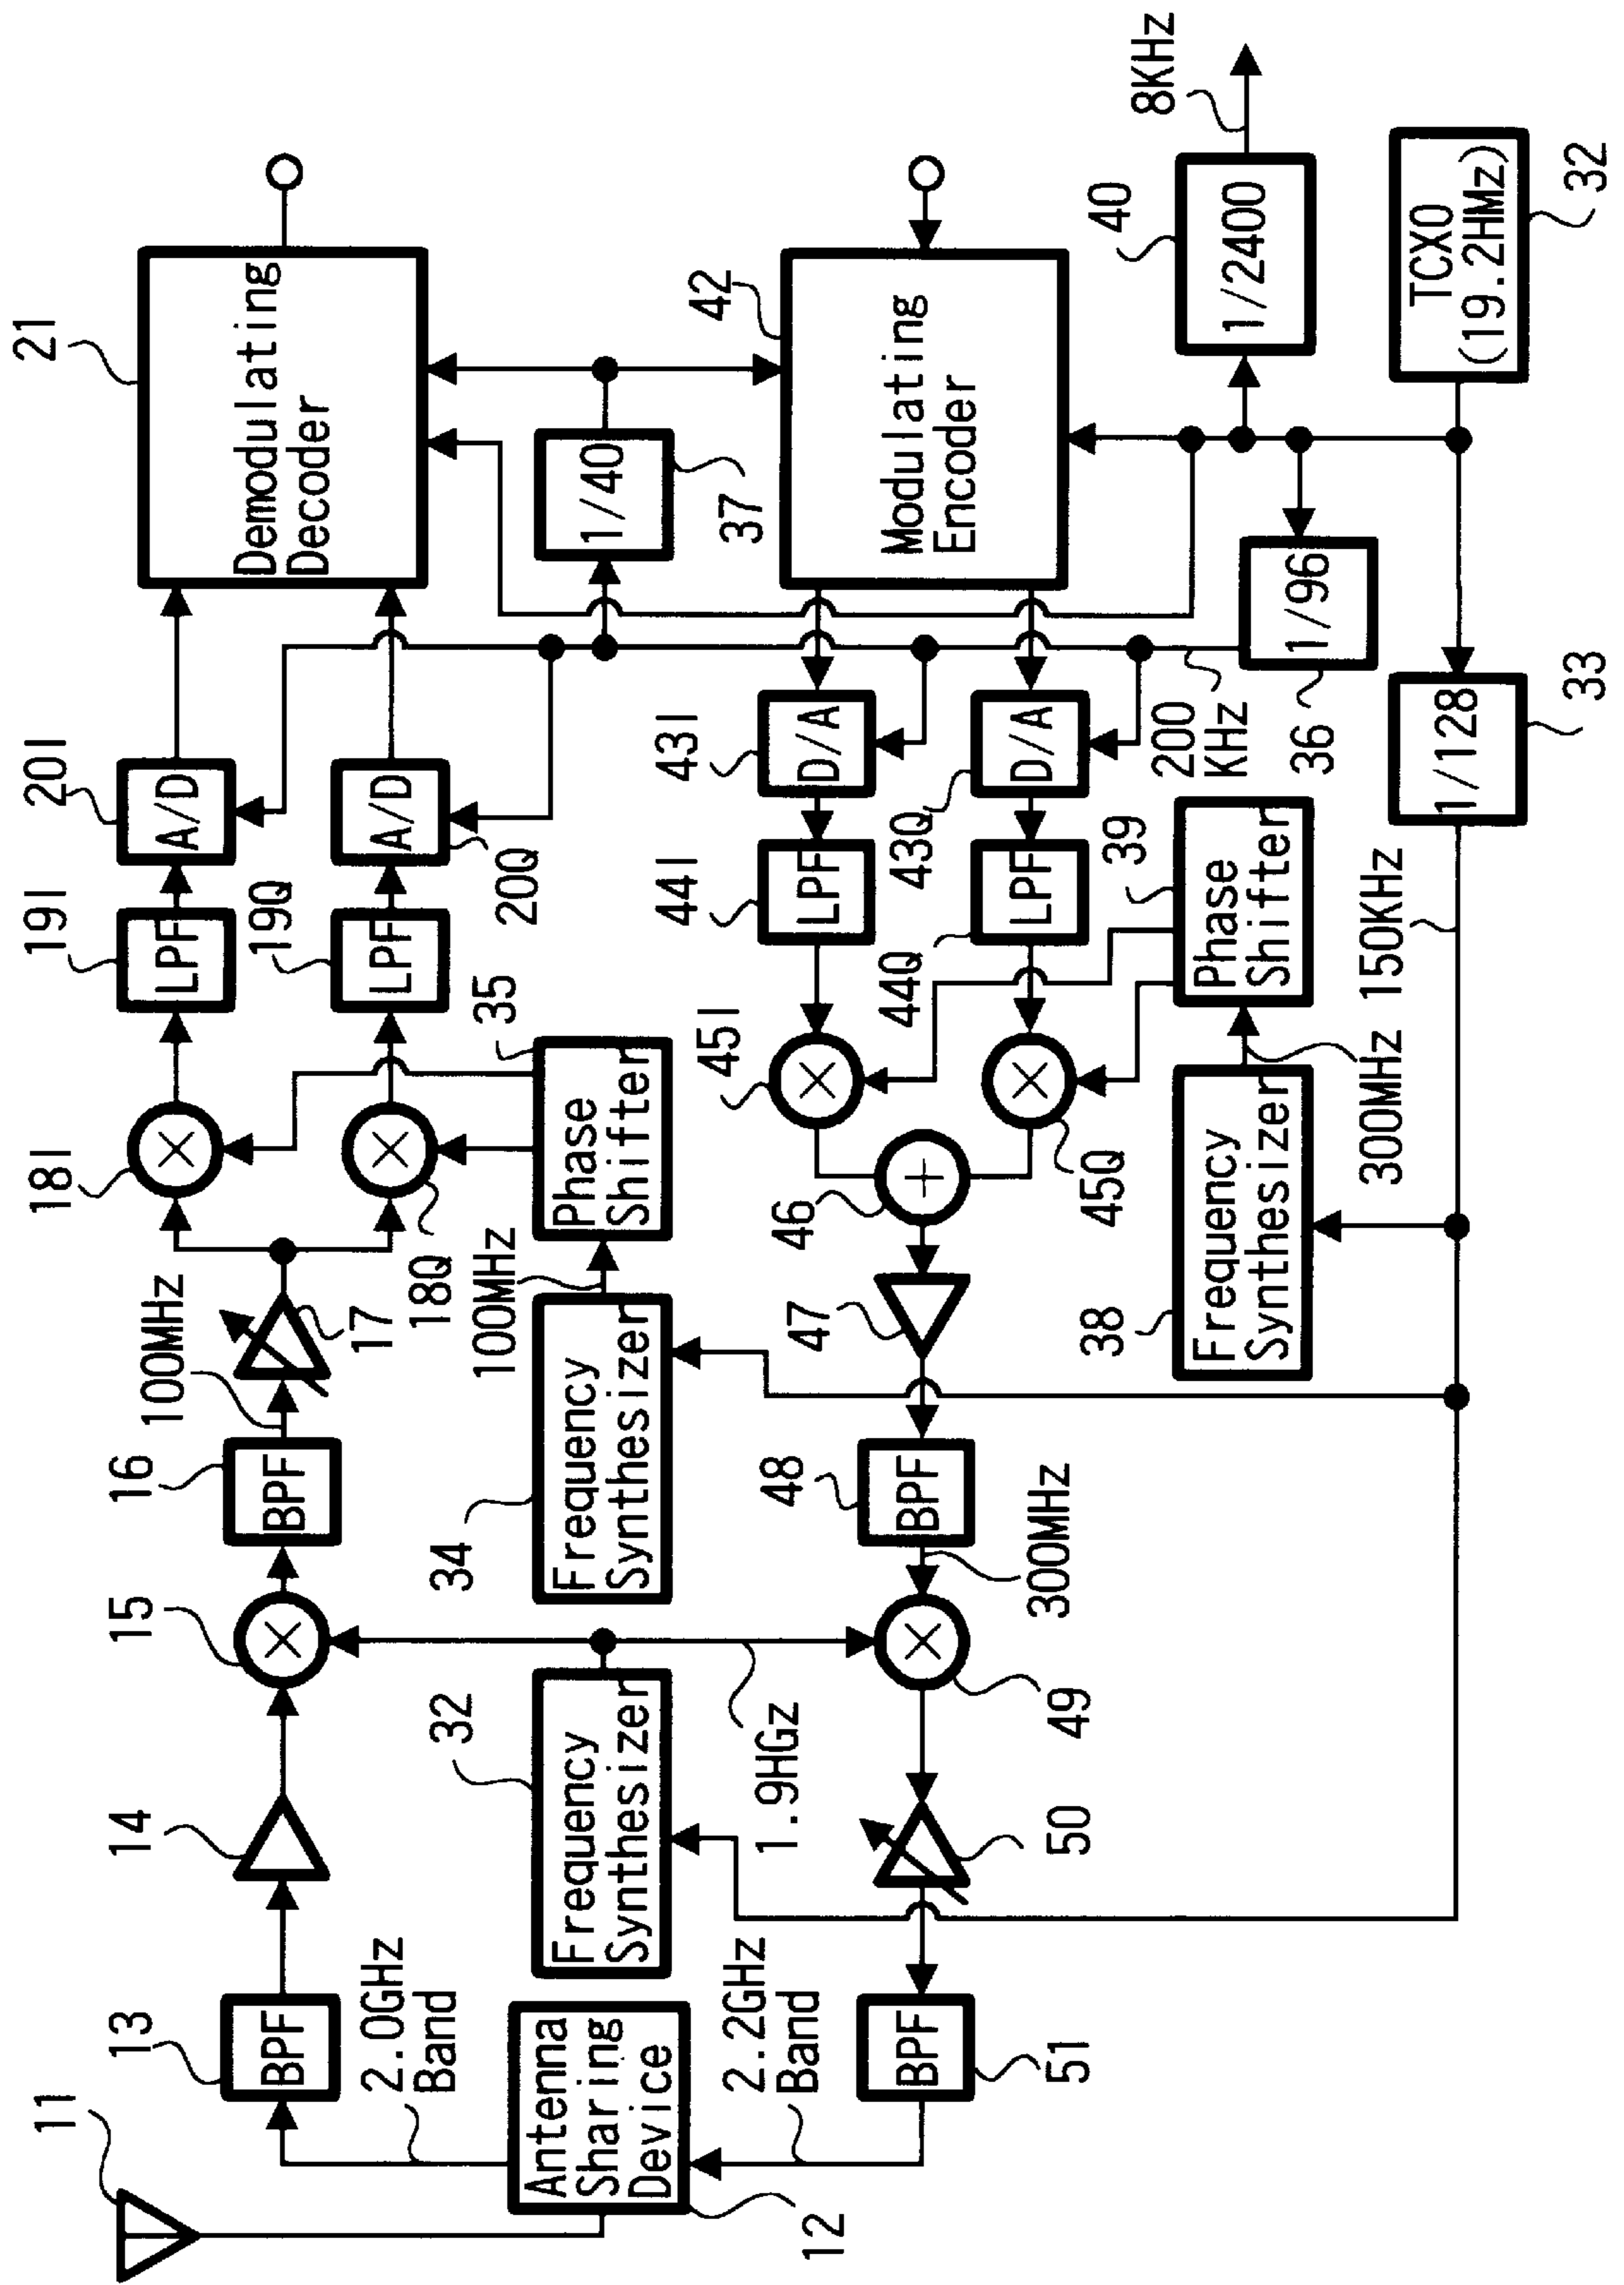 11
12
Antenna
Sharing
Device
13
BPF
2.0GHz
Band
2.2GHz
Band
BPF
51
14
15
32
Frequency
Synthesizer
1.9HGz
50
49
16
BPF
100MHz
17
34
Frequency
Synthesizer
100MHz
48
BPF
300MHz
47
46
18I
18Q
35
Phase
Shifter
45I
45Q
38
Frequency
Synthesizer
300MHz
150KHz
19I
LPF
19Q
LPF
20I
A/D
A/D
20Q
44I
LPF
44Q
LPF
43I
D/A
43Q
D/A
39
Phase
Shifter
200
KHz
36
1/96
33
1/128
21
Demodulating
Decoder
1/40
37
42
Modulating
Encoder
40
1/2400
8KHz
TCXO
(19.2HMz)
32